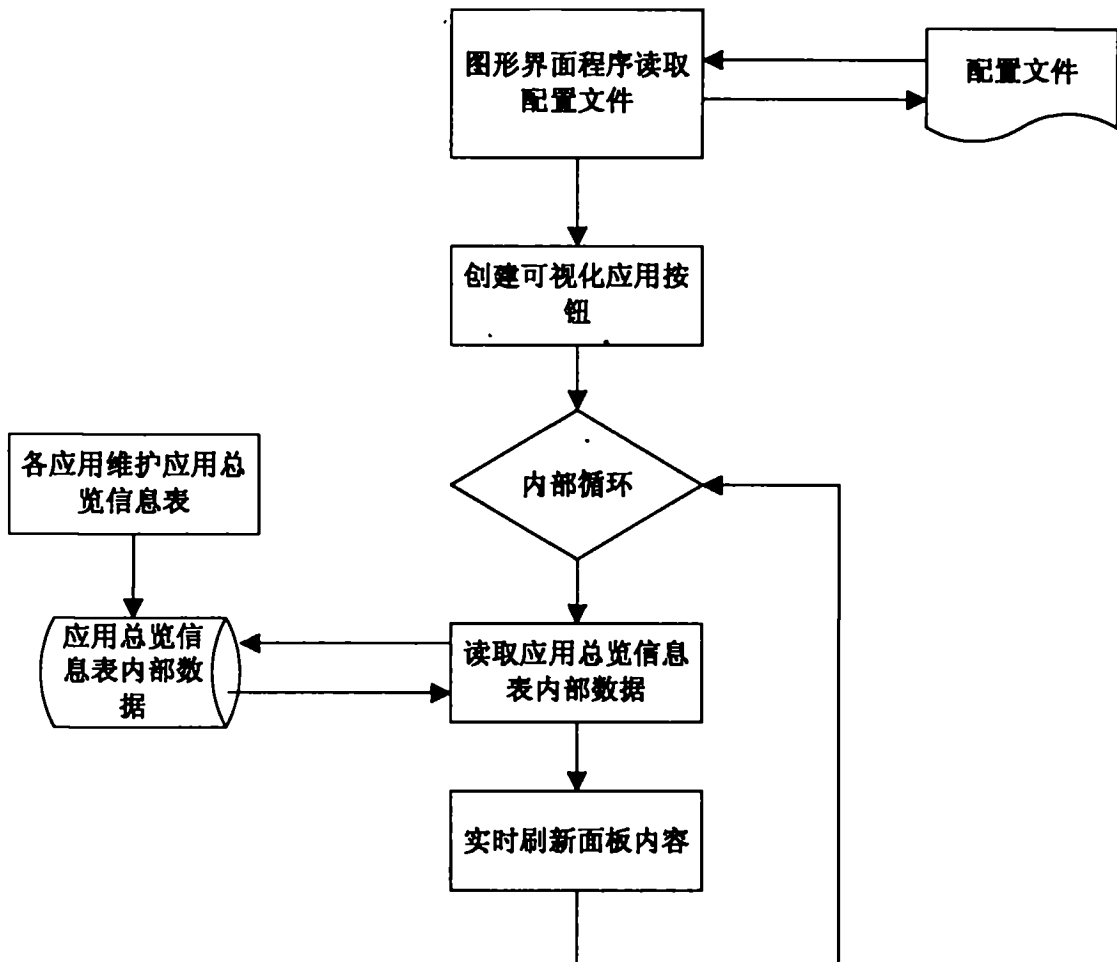 图形界面程序读取
配置文件
配置文件
创建可视化应用按
钮
内部循环
各应用维护应用总
览信息表
应用总览信
息表内部数
据
读取应用总览信息
表内部数据
实时刷新面板内容